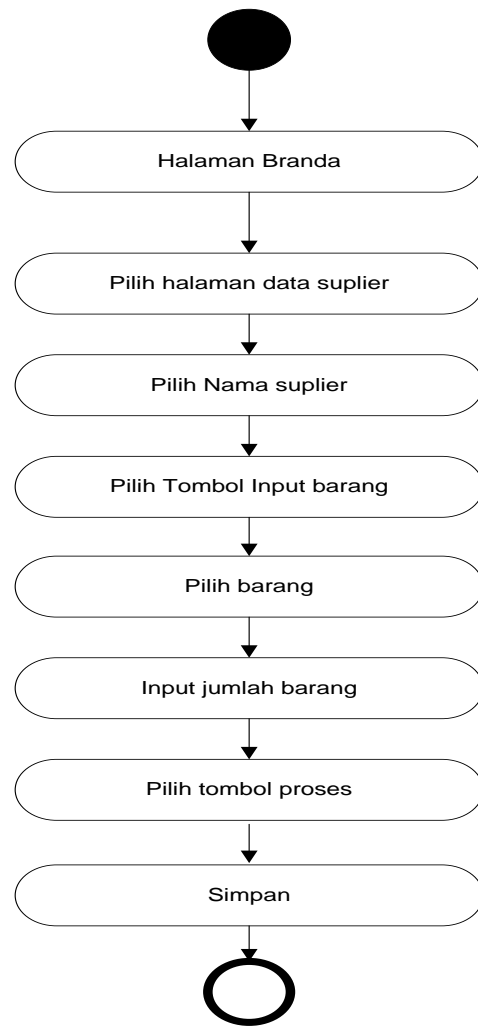 Halaman Branda
Pilih halaman data suplier
Pilih Nama suplier
Pilih Tombol Input barang
Pilih barang
Input jumlah barang
Pilih tombol proses
Simpan